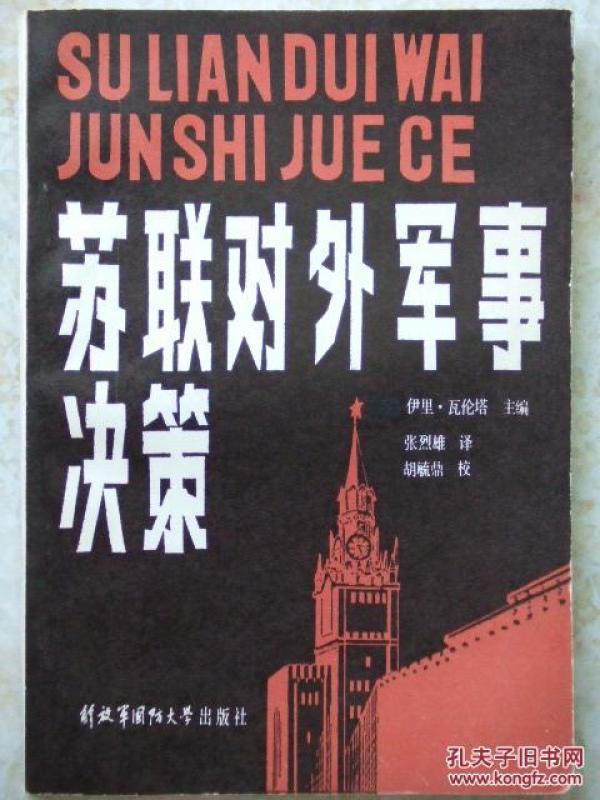 SU LIAN DUI WAI
JUN SHI JUE CE
苏联对外军事
决策
伊里·瓦伦塔 主编
张烈雄 译
胡毓鼎 校
解放军国防大学出版社
孔夫子旧书网
www.kongfz.com